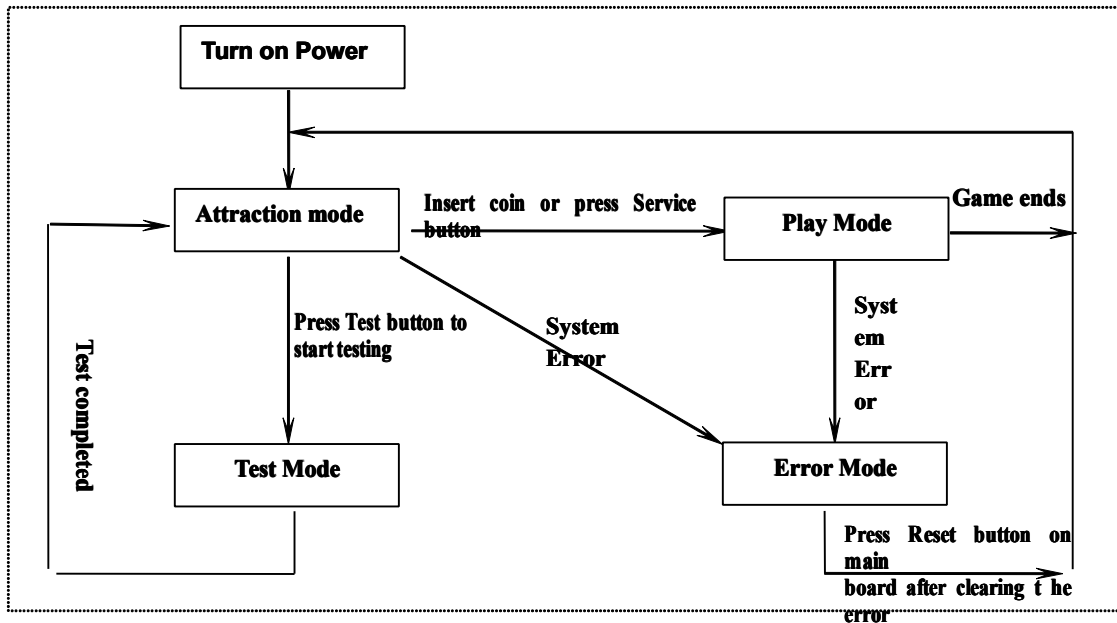 Turn on Power
Attraction mode
Insert coin or press Service
button
Play Mode
Game ends
Press Test button to
start testing
System
Error
Syst
em
Err
or
Test completed
Test Mode
Error Mode
Press Reset button on
main
board after clearing t he
error